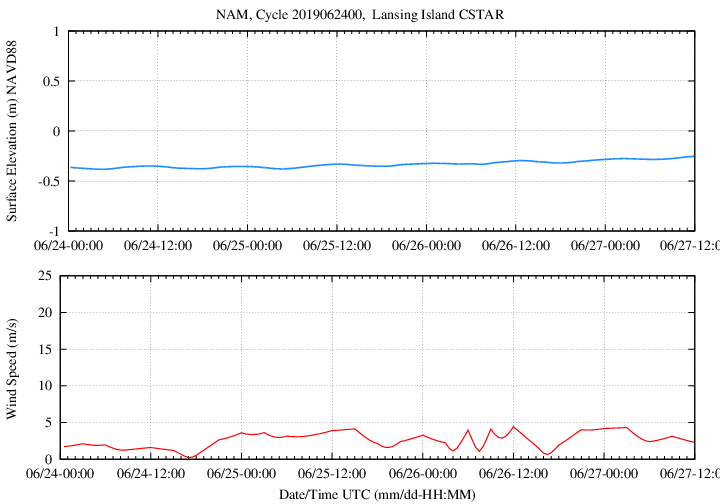 NAM, Cycle 2019062400, Lansing Island CSTAR
Surface Elevation (m) NAVD88
1
0.5
0
-0.5
-1
06/24-00:00 06/24-12:00 06/25-00:00 06/25-12:00 06/26-00:00 06/26-12:00 06/27-00:00 06/27-12:0
Wind Speed (m/s)
25
20
15
10
5
0
06/24-00:00 06/24-12:00 06/25-00:00 06/25-12:00 06/26-00:00 06/26-12:00 06/27-00:00 06/27-12:0
Date/Time UTC (mm/dd-HH:MM)